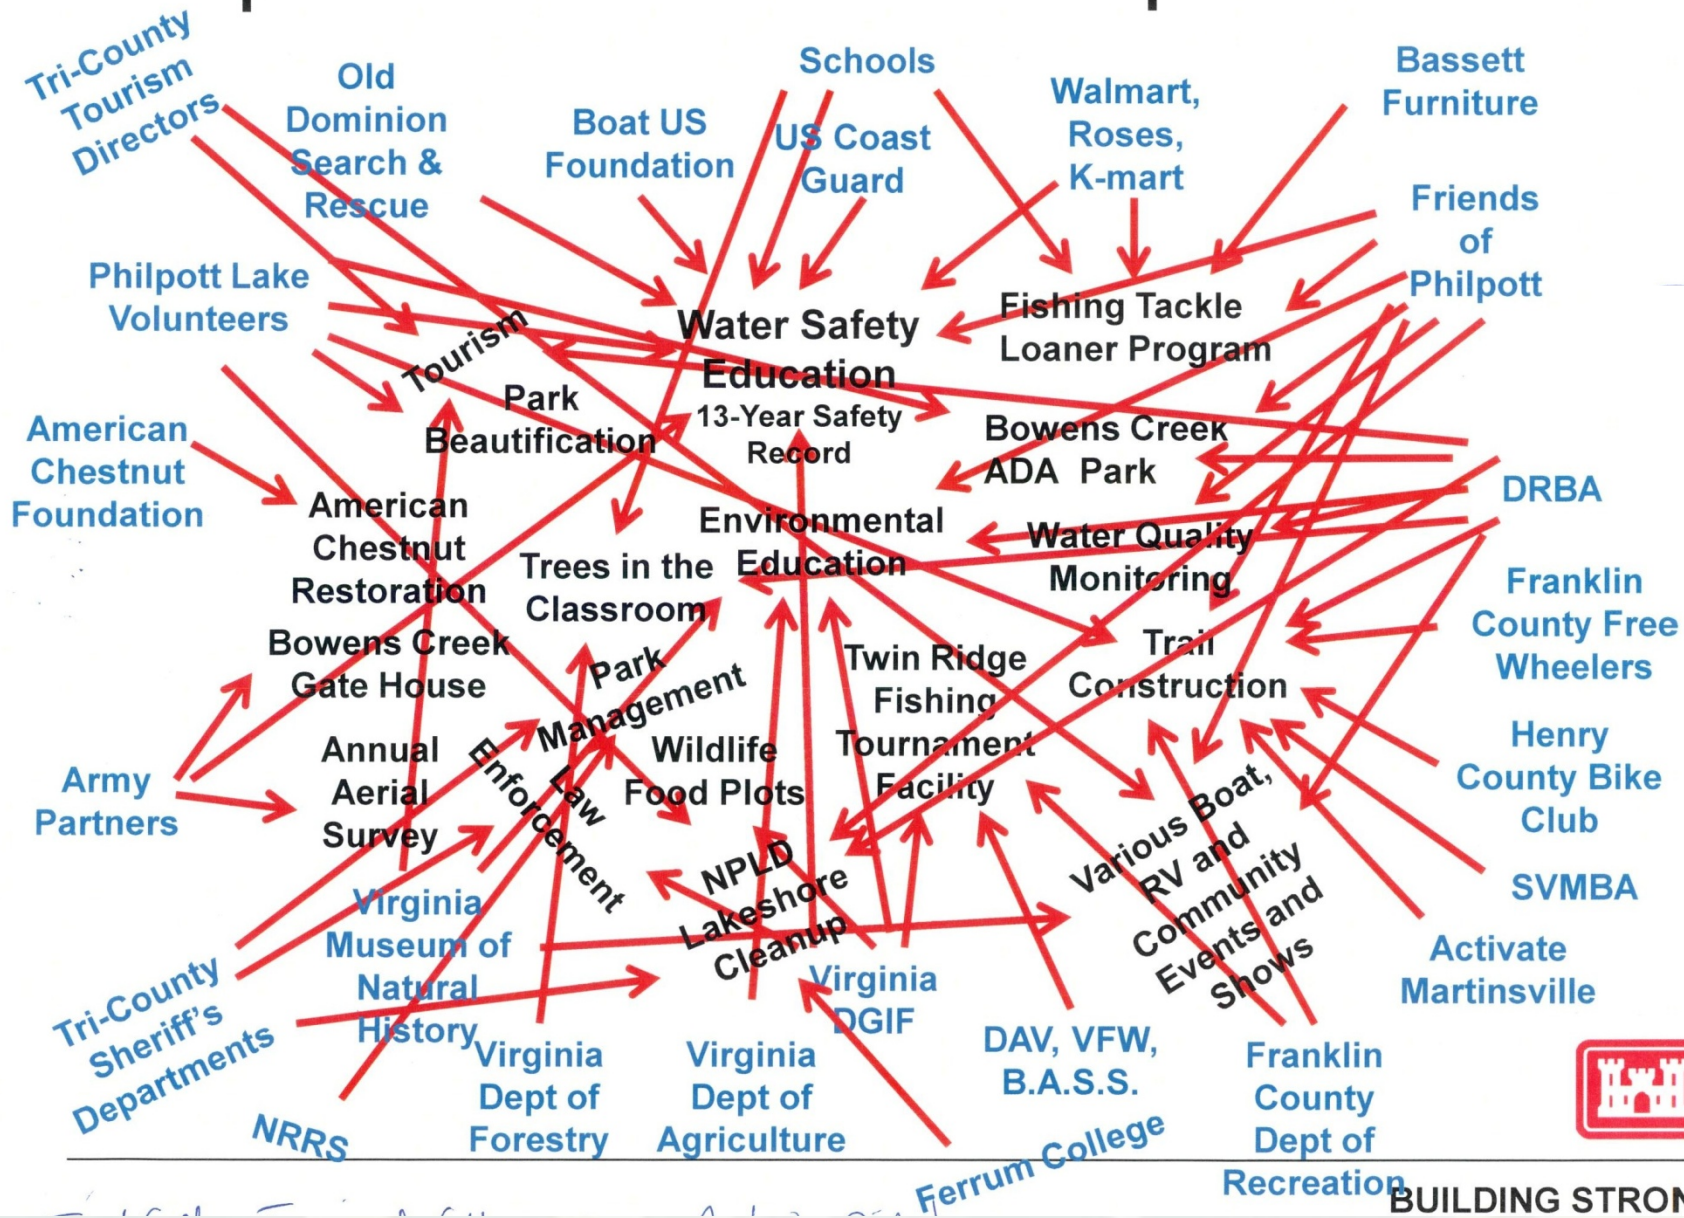 Tri-County
Tourism
Directors
Old
Dominion
Search &
Rescue
Boat US
Foundation
Schools
US Coast
Guard
Walmart,
Roses,
K-mart
Bassett
Furniture
Friends
of
Philpott
Philpott Lake
Volunteers
Tourism
Water Safety
Education
13-Year Safety
Record
Fishing Tackle
Loaner Program
Park
Beautification
Bowens Creek
ADA Park
American
Chestnut
Foundation
DRBA
American
Chestnut
Restoration
Environmental
Education
Water Quality
Monitoring
Trees in the
Classroom
Franklin
County Free
Wheelers
Bowens Creek
Gate House
Park
Management
Twin Ridge
Fishing
Tournament
Facility
Trail
Construction
Army
Partners
Annual
Aerial
Survey
Law
Enforcement
Wildlife
Food Plots
Henry
County Bike
Club
NPLD
Lakeshore
Cleanup
Various Boat,
RV and
Community
Events and
Shows
SVMBA
Virginia
Museum of
Natural
History
Activate
Martinsville
Tri-County
Sheriff's
Departments
Virginia
DGIF
NRRS
Virginia
Dept of
Forestry
Virginia
Dept of
Agriculture
DAV, VFW,
B.A.S.S.
Ferrum College
Franklin
County
Dept of
Recreation
BUILDING STRON